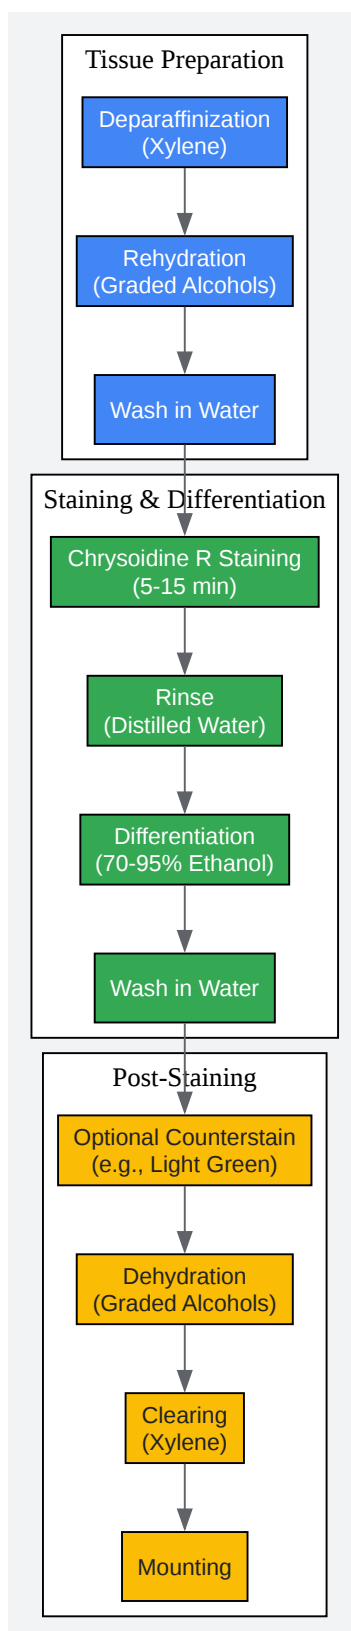 Tissue Preparation
Deparaffinization
(Xylene)
Rehydration
(Graded Alcohols)
Wash in Water
Staining & Differentiation
Chrysoidine R Staining
(5-15 min)
Rinse
(Distilled Water)
Differentiation
(70-95% Ethanol)
Wash in Water
Post-Staining
Optional Counterstain
(e.g., Light Green)
Dehydration
(Graded Alcohols)
Clearing
(Xylene)
Mounting